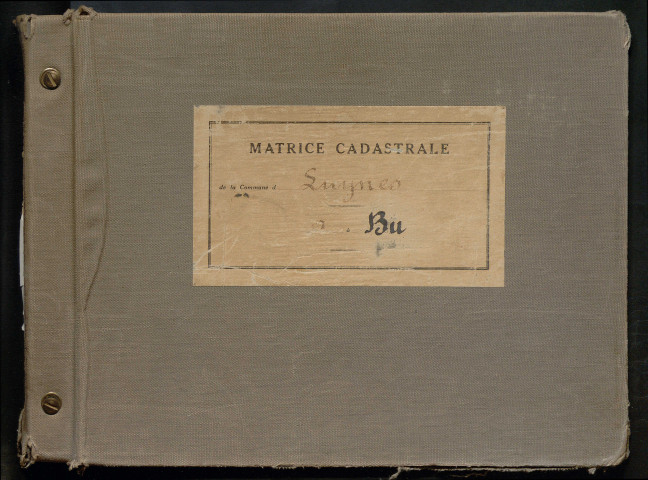 MATRICE CADASTRALE
de la Commune d Luynes
Bu